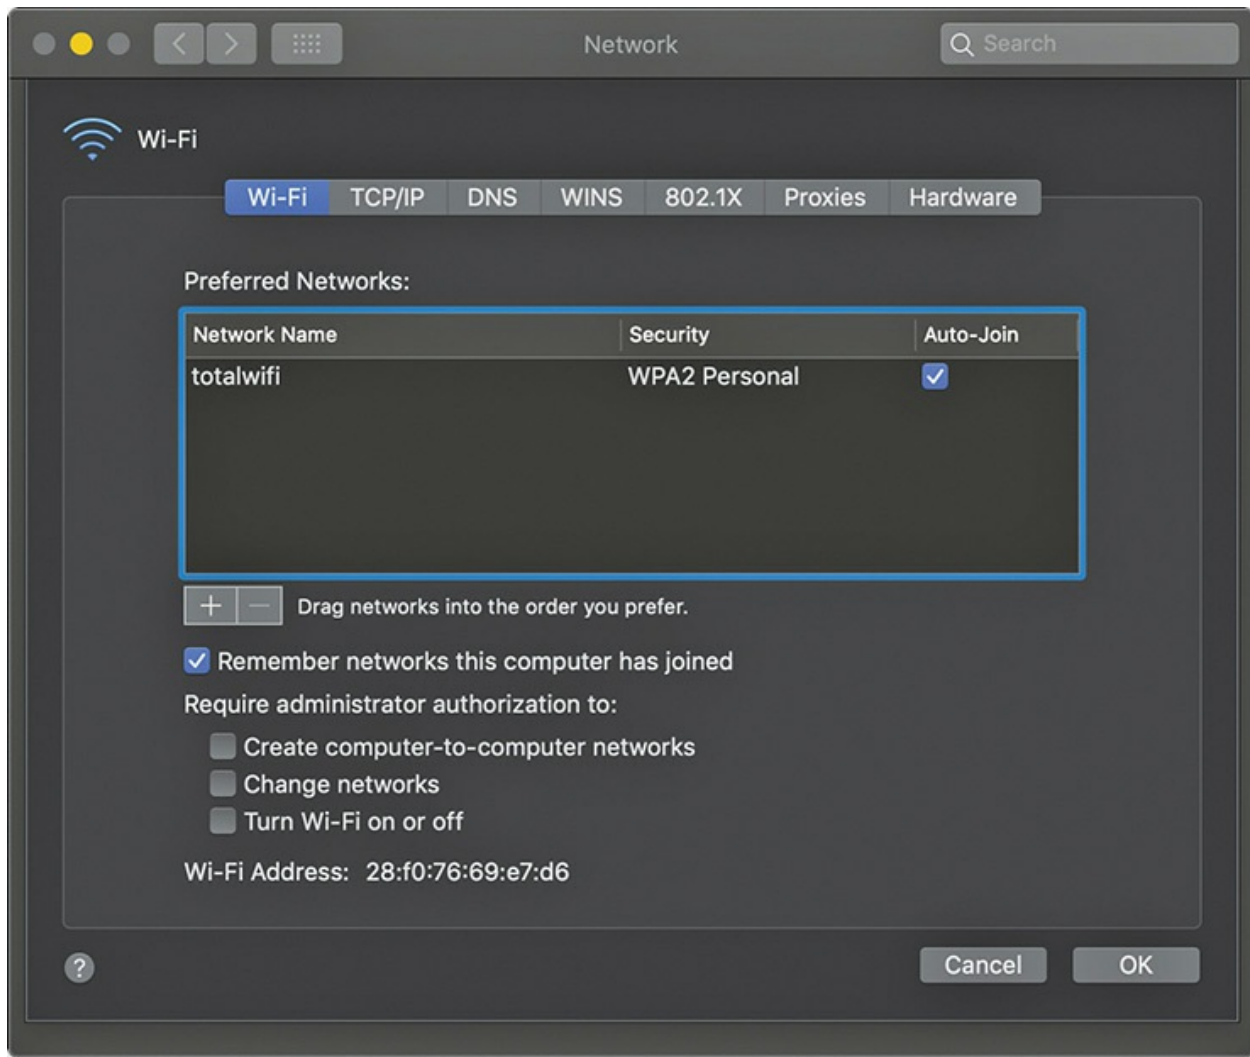 Network
Search
Wi-Fi
Wi-Fi TCP/IP DNS WINS 802.1X Proxies Hardware
Preferred Networks:
Network Name Security Auto-Join
totalwifi WPA2 Personal
+ − Drag networks into the order you prefer.
Remember networks this computer has joined
Require administrator authorization to:
Create computer-to-computer networks
Change networks
Turn Wi-Fi on or off
Wi-Fi Address: 28:f0:76:69:e7:d6
? Cancel OK